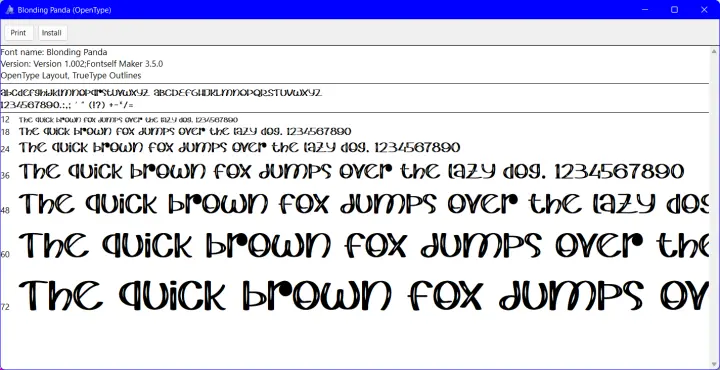 Blonding Panda (OpenType)
Print Install
Font name: Blonding Panda
Version: Version 1.002;Fontself Maker 3.5.0
OpenType Layout, TrueType Outlines
abcdefghijklmnopqrstuvwxyz ABCDEFGHIJKLMNOPQRSTUVWXYZ
1234567890.:,; ' " (!?) +-*/=
12 The quick brown fox jumps over the lazy dog. 1234567890
18 The quick brown fox jumps over the lazy dog. 1234567890
24 The quick brown fox jumps over the lazy dog. 1234567890
36 The quick brown fox jumps over the lazy dog. 1234567890
48 The quick brown fox jumps over the lazy dog
60 The quick brown fox jumps over the
72 The quick brown fox jumps ov